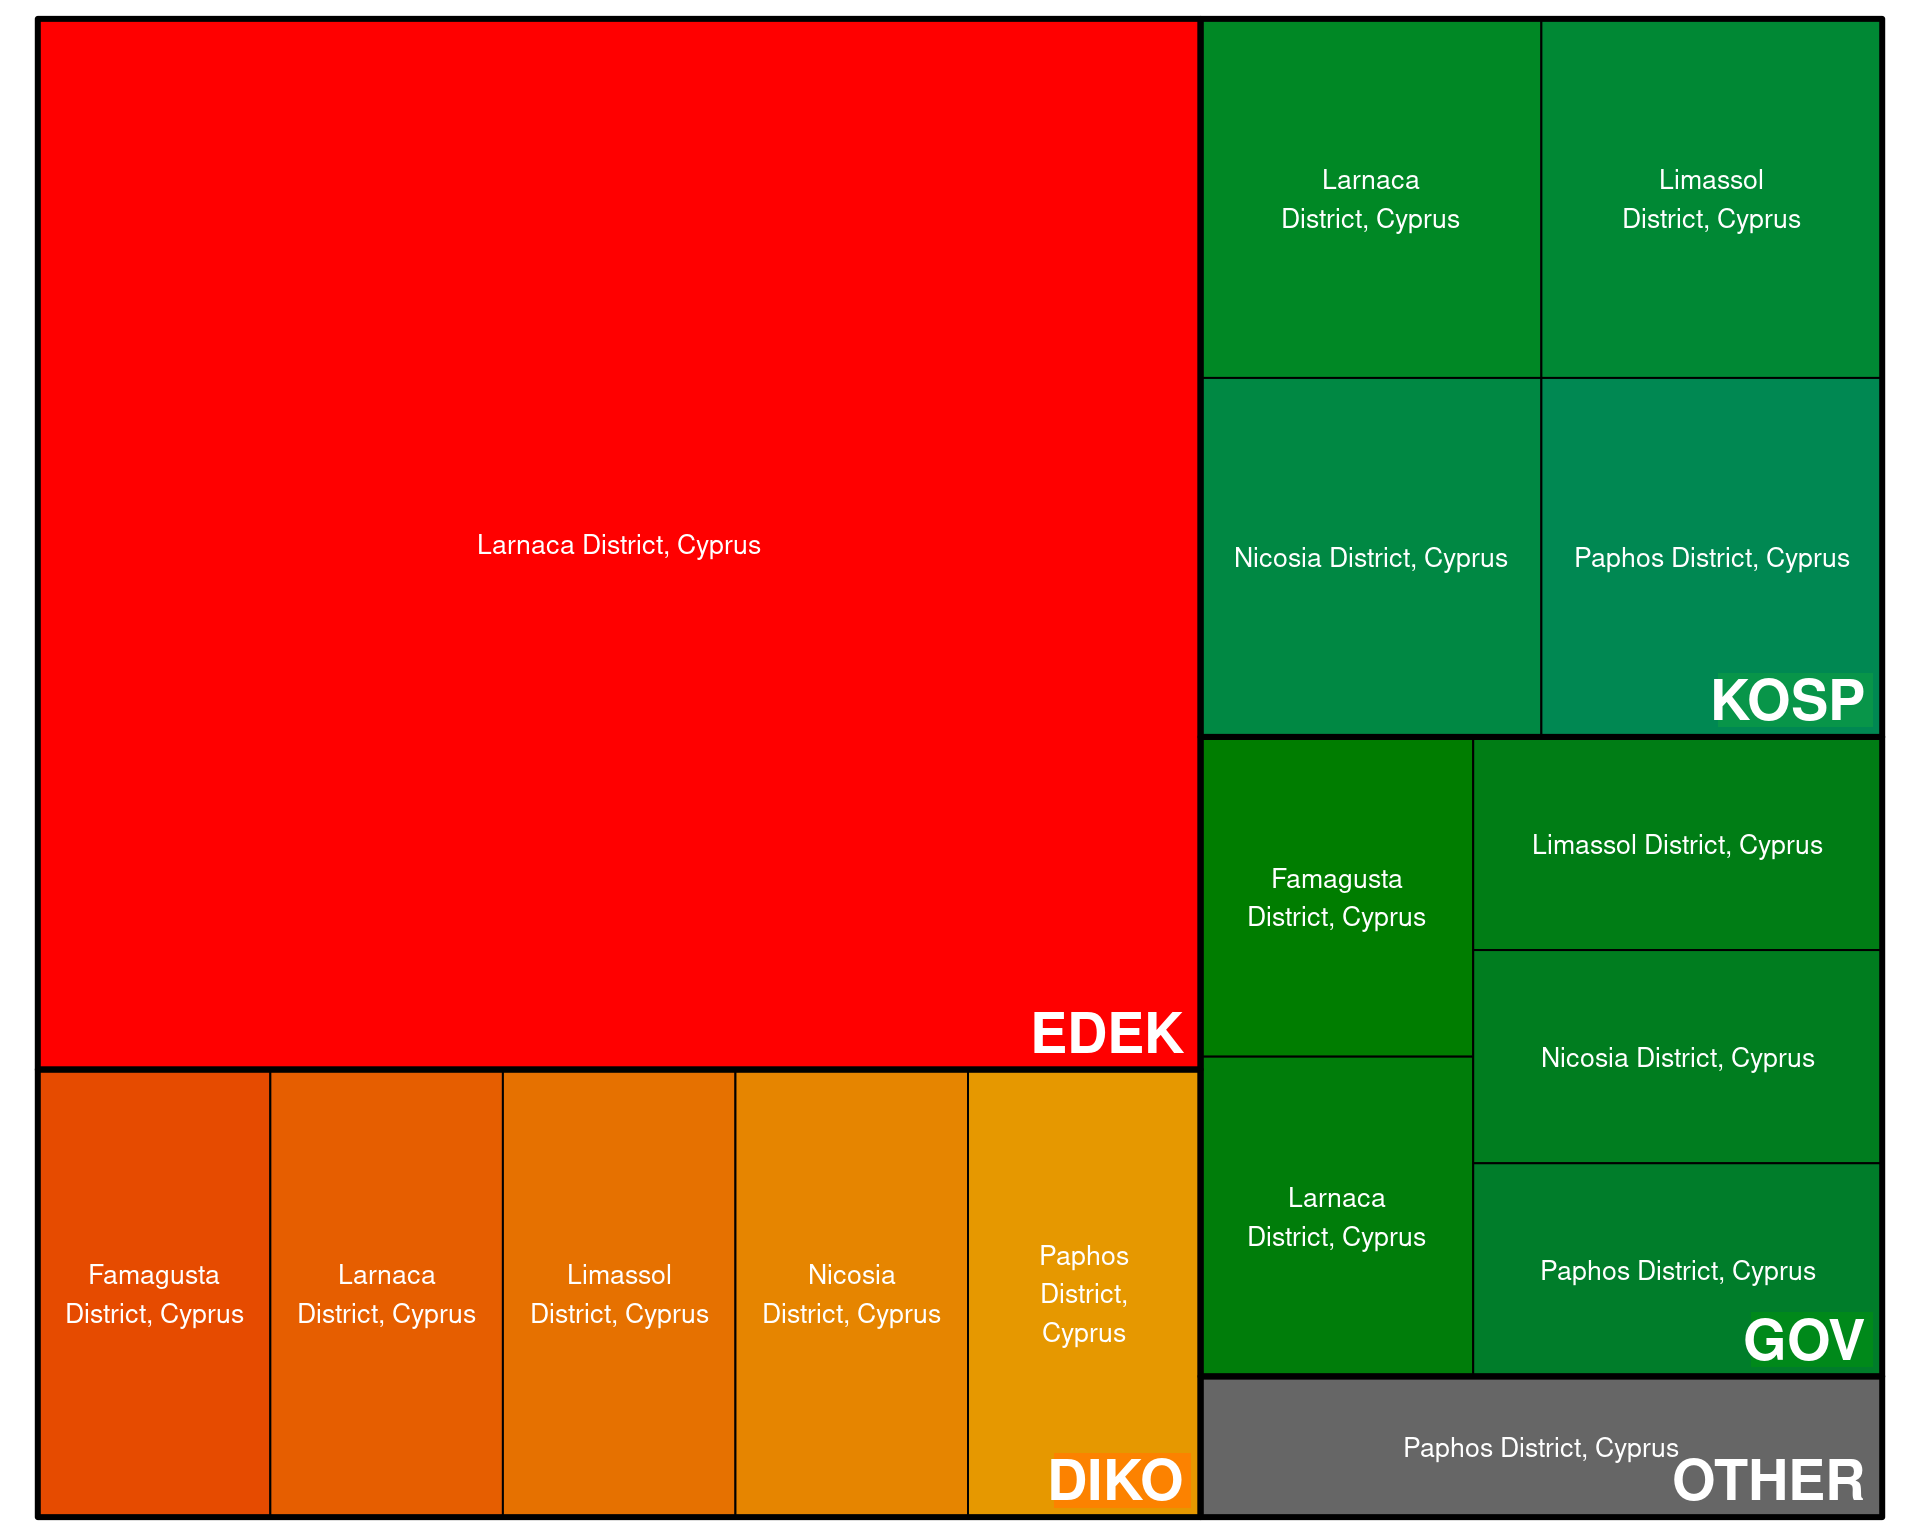 Larnaca District, Cyprus
EDEK
Famagusta
District, Cyprus
Larnaca
District, Cyprus
Limassol
District, Cyprus
Nicosia
District, Cyprus
Paphos
District,
Cyprus
DIKO
Larnaca
District, Cyprus
Limassol
District, Cyprus
Nicosia District, Cyprus
Paphos District, Cyprus
KOSP
Famagusta
District, Cyprus
Larnaca
District, Cyprus
Limassol District, Cyprus
Nicosia District, Cyprus
Paphos District, Cyprus
GOV
Paphos District, Cyprus
OTHER